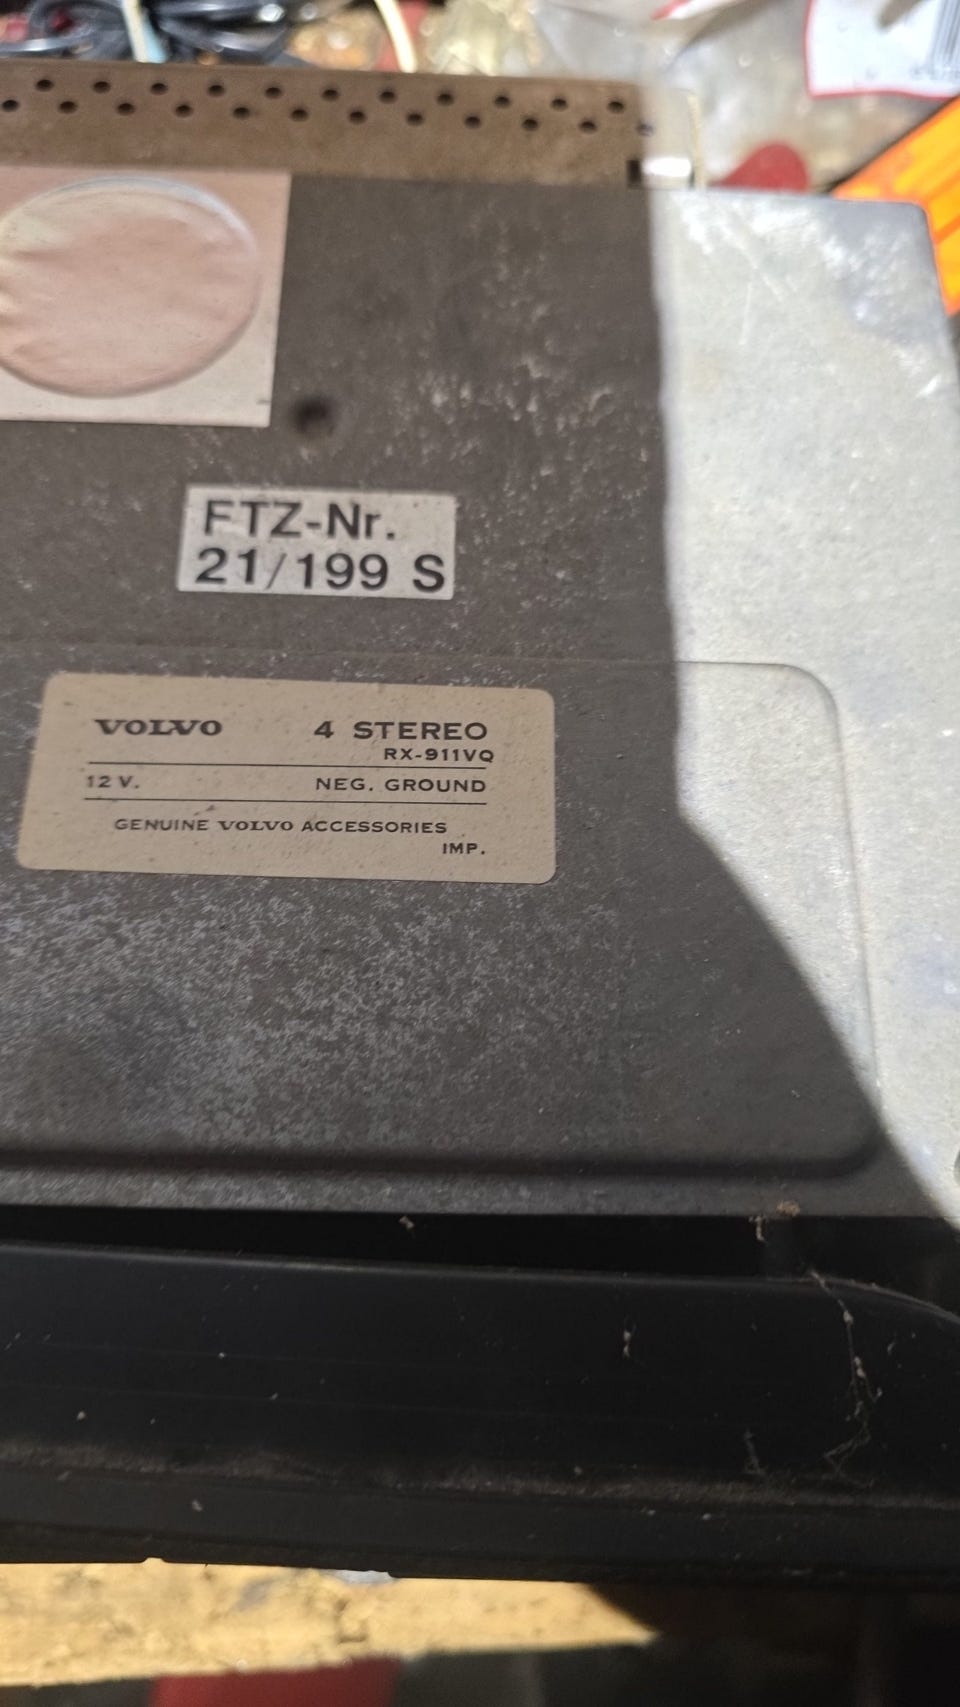 FTZ-Nr.
21/199 S
VOLVO 4 STEREO
RX-911VQ
12 V. NEG. GROUND
GENUINE VOLVO ACCESSORIES
IMP.